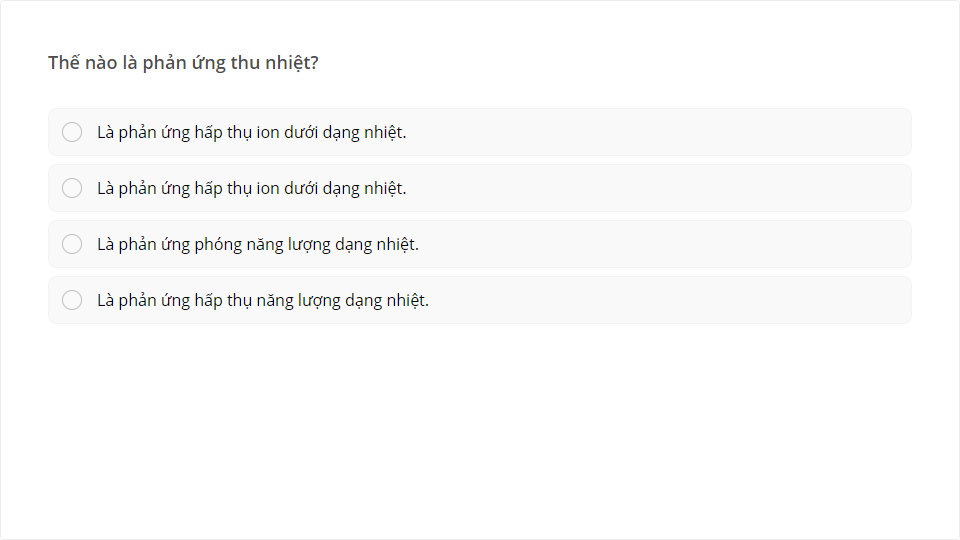 Thế nào là phản ứng thu nhiệt?
Là phản ứng hấp thụ ion dưới dạng nhiệt.
Là phản ứng hấp thụ ion dưới dạng nhiệt.
Là phản ứng phóng năng lượng dạng nhiệt.
Là phản ứng hấp thụ năng lượng dạng nhiệt.